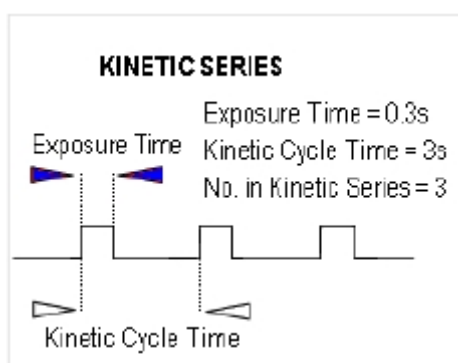 KINETIC SERIES
Exposure Time = 0.3s
Exposure Time
Kinetic Cycle Time = 3s
No. in Kinetic Series = 3
Kinetic Cycle Time